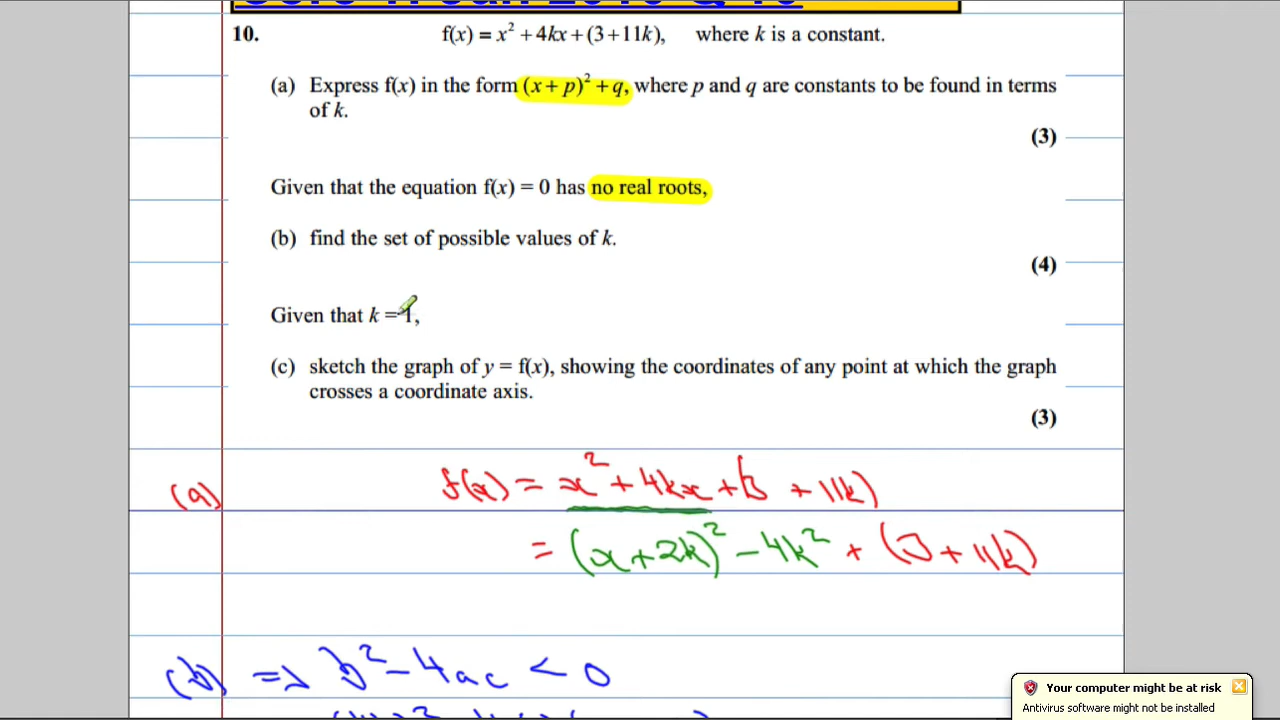 10. f(x) = x² + 4kx + (3 + 11k), where k is a constant.
(a) Express f(x) in the form (x + p)² + q, where p and q are constants to be found in terms
of k.
(3)
Given that the equation f(x) = 0 has no real roots,
(b) find the set of possible values of k.
(4)
Given that k = 1,
(c) sketch the graph of y = f(x), showing the coordinates of any point at which the graph
crosses a coordinate axis.
(3)
(a) f(x) = x² + 4kx + (3 + 11k)
= (x + 2k)² - 4k² + (3 + 11k)
(b) => b² - 4ac < 0
Your computer might be at risk
Antivirus software might not be installed